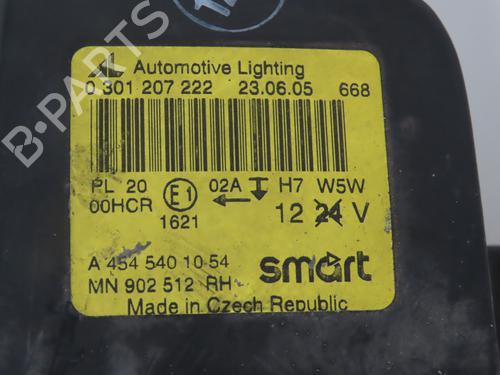 Automotive Lighting
0 301 207 222 23.06.05 668
PL 20 E1 02A H7 W5W
00HCR 1621 12 24 V
A 454 540 10 54
MN 902 512 RH
smart
Made in Czech Republic
B-PARTS